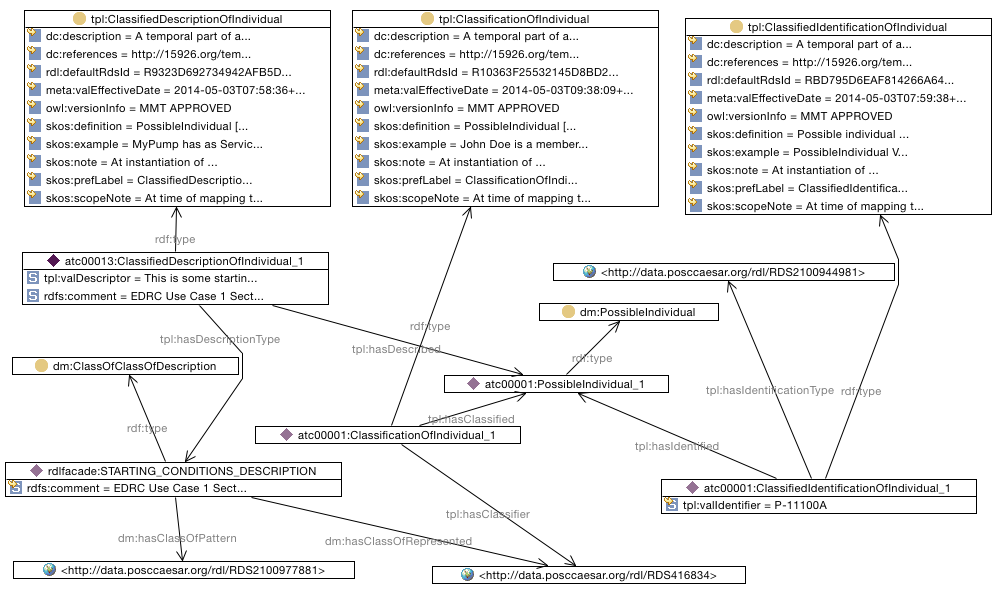 tpl:ClassifiedDescriptionOfIndividual
dc:description = A temporal part of a...
dc:references = http://15926.org/tem...
rdl:defaultRdsId = R9323D692734942AFB5D...
meta:valEffectiveDate = 2014-05-03T07:58:36+...
owl:versionInfo = MMT APPROVED
skos:definition = PossibleIndividual [...
skos:example = MyPump has as Servic...
skos:note = At instantiation of ...
skos:prefLabel = ClassifiedDescriptio...
skos:scopeNote = At time of mapping t...
tpl:ClassificationOfIndividual
dc:description = A temporal part of a...
dc:references = http://15926.org/tem...
rdl:defaultRdsId = R10363F25532145D8BD2...
meta:valEffectiveDate = 2014-05-03T09:38:09+...
owl:versionInfo = MMT APPROVED
skos:definition = PossibleIndividual [...
skos:example = John Doe is a member...
skos:note = At instantiation of ...
skos:prefLabel = ClassificationOfIndi...
skos:scopeNote = At time of mapping t...
tpl:ClassifiedIdentificationOfIndividual
dc:description = A temporal part of a...
dc:references = http://15926.org/tem...
rdl:defaultRdsId = RBD795D6EAF814266A64...
meta:valEffectiveDate = 2014-05-03T07:59:38+...
owl:versionInfo = MMT APPROVED
skos:definition = Possible individual ...
skos:example = PossibleIndividual V...
skos:note = At instantiation of ...
skos:prefLabel = ClassifiedIdentifica...
skos:scopeNote = At time of mapping t...
rdf:type
atc00013:ClassifiedDescriptionOfIndividual_1
tpl:valDescriptor = This is some startin...
rdfs:comment = EDRC Use Case 1 Sect...
<http://data.posccaesar.org/rdl/RDS2100944981>
dm:PossibleIndividual
rdf:type
tpl:hasDescriptionType
tpl:hasDescribed
rdf:type
dm:ClassOfClassOfDescription
atc00001:PossibleIndividual_1
tpl:hasIdentificationType
rdf:type
tpl:hasClassified
rdf:type
atc00001:ClassificationOfIndividual_1
tpl:hasIdentified
rdlfacade:STARTING_CONDITIONS_DESCRIPTION
rdfs:comment = EDRC Use Case 1 Sect...
atc00001:ClassifiedIdentificationOfIndividual_1
tpl:valIdentifier = P-11100A
tpl:hasClassifier
dm:hasClassOfPattern
dm:hasClassOfRepresented
<http://data.posccaesar.org/rdl/RDS2100977881>
<http://data.posccaesar.org/rdl/RDS416834>